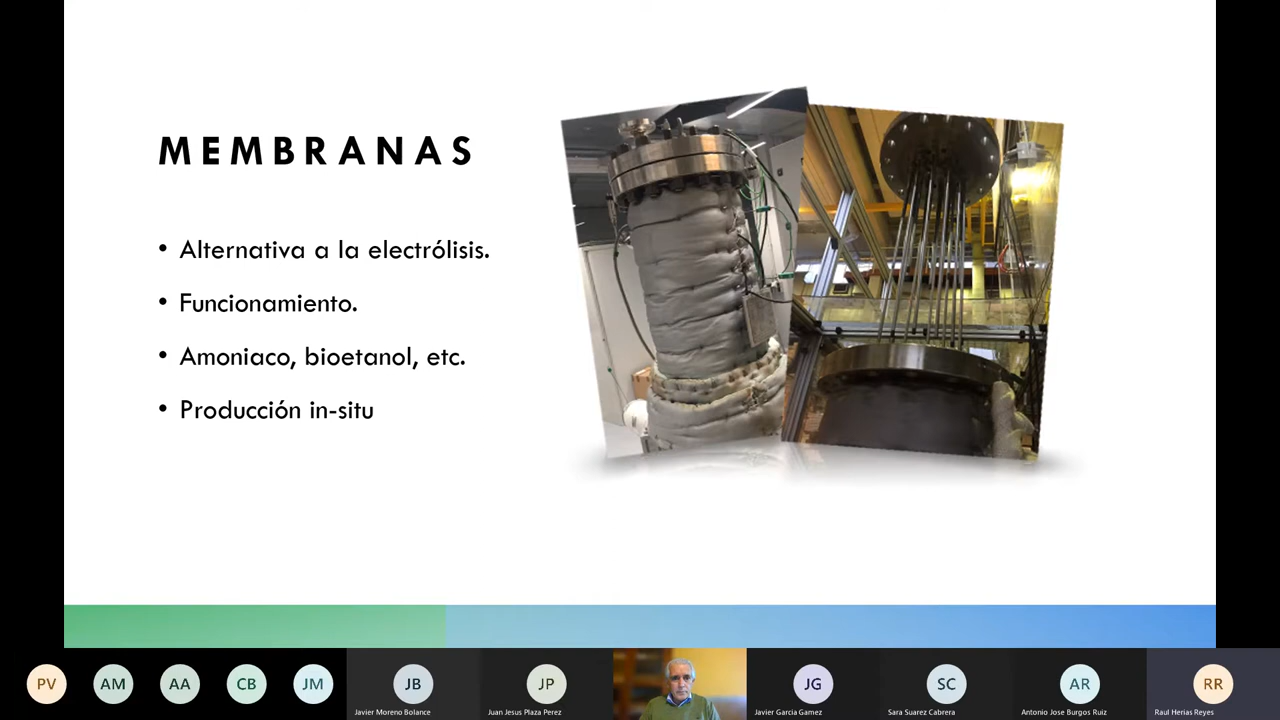 MEMBRANAS
• Alternativa a la electrólisis.
• Funcionamiento.
• Amoniaco, bioetanol, etc.
• Producción in-situ
PV
AM
AA
CB
JM
JB
JP
JG
SC
AR
RR
Javier Moreno Bolance
Juan Jesus Plaza Perez
Javier Garcia Gamez
Sara Suarez Cabrera
Antonio Jose Burgos Ruiz
Raul Herias Reyes